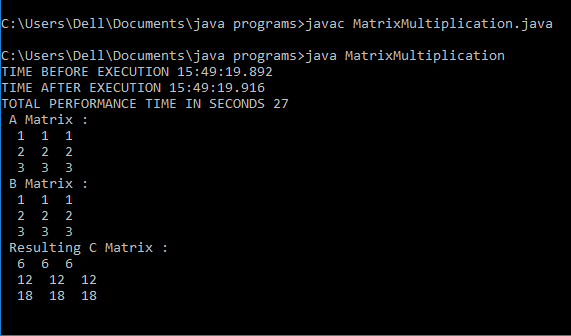 C:\Users\Dell\Documents\java programs>javac MatrixMultiplication.java
C:\Users\Dell\Documents\java programs>java MatrixMultiplication
TIME BEFORE EXECUTION 15:49:19.892
TIME AFTER EXECUTION 15:49:19.916
TOTAL PERFORMANCE TIME IN SECONDS 27
A Matrix :
1 1 1
2 2 2
3 3 3
B Matrix :
1 1 1
2 2 2
3 3 3
Resulting C Matrix :
6 6 6
12 12 12
18 18 18